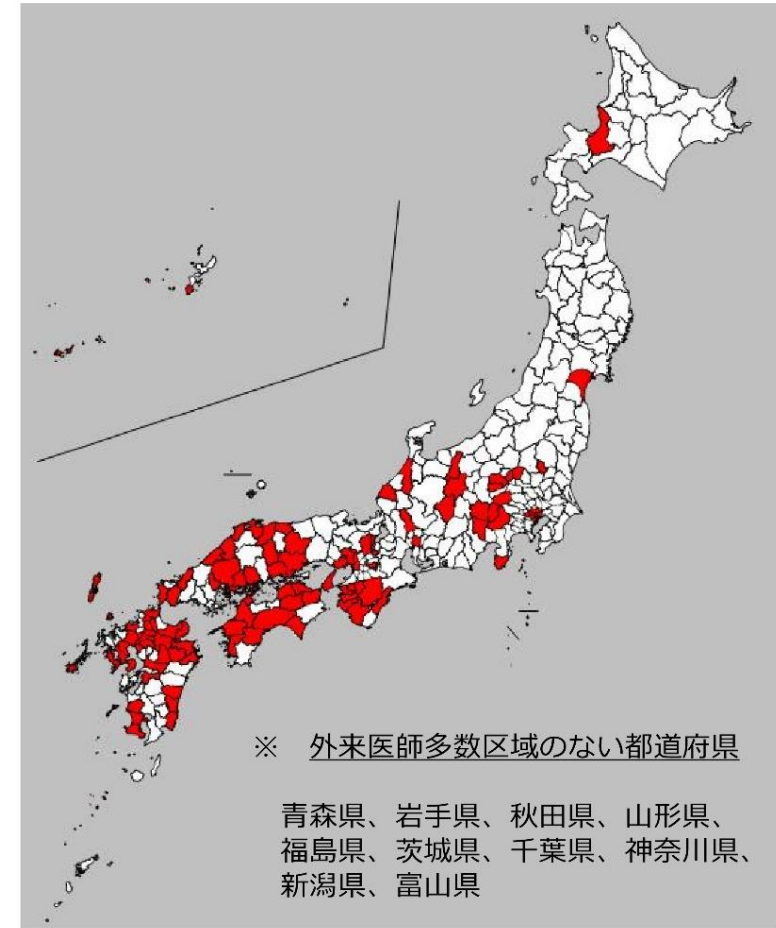 ※　外来医師多数区域のない都道府県
青森県、岩手県、秋田県、山形県、
福島県、茨城県、千葉県、神奈川県、
新潟県、富山県